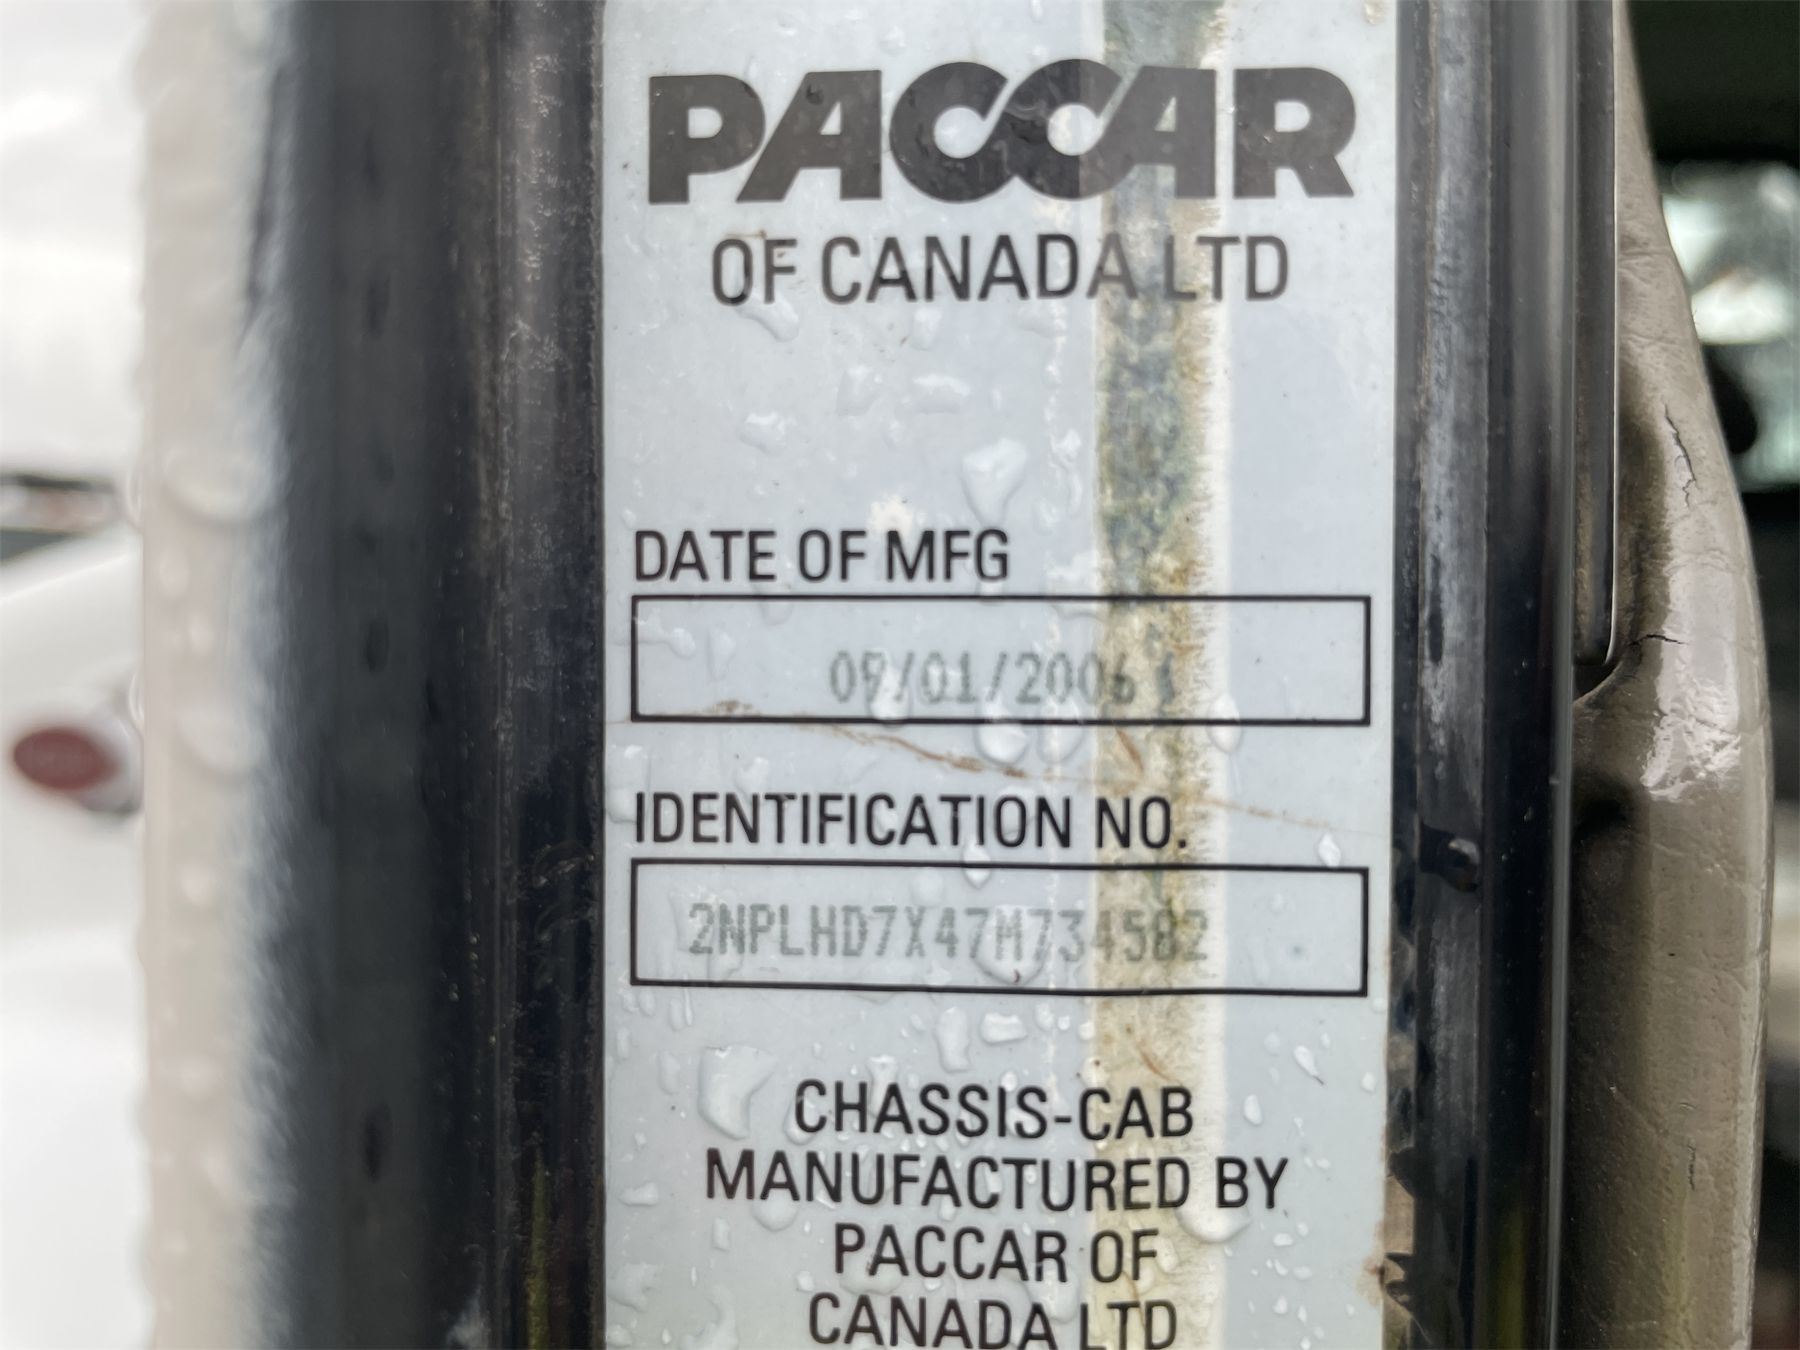 PACCAR
OF CANADA LTD
DATE OF MFG
09/01/2006
IDENTIFICATION NO.
2NPLHD7X47M734582
CHASSIS-CAB
MANUFACTURED BY
PACCAR OF
CANADA LTD